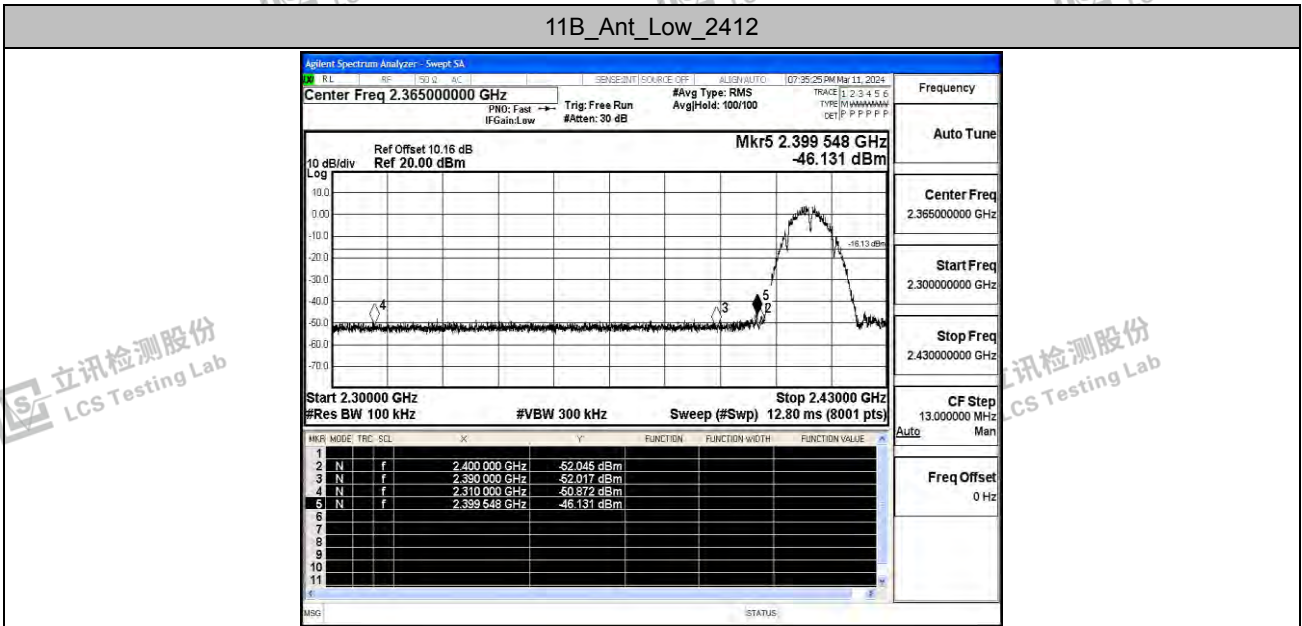 11B_Ant_Low_2412
Agilent Spectrum Analyzer - Swept SA
RL RF 50 Ω AC SENSE:INT SOURCE OFF ALIGN AUTO 07:35:25 PM Mar 11, 2024
Center Freq 2.365000000 GHz
PNO: Fast
IFGain:Low
Trig: Free Run
#Atten: 30 dB
#Avg Type: RMS
Avg|Hold: 100/100
TRACE 1 2 3 4 5 6
TYPE M WWWWW
DET P P P P P P
Frequency
Auto Tune
Mkr5 2.399 548 GHz
-46.131 dBm
Ref Offset 10.16 dB
10 dB/div Ref 20.00 dBm
Log
10.0
0.00
-10.0
-20.0
-30.0
-40.0
-50.0
-60.0
-70.0
-16.13 dBm
4
3
5
2
Center Freq
2.365000000 GHz
Start Freq
2.300000000 GHz
Stop Freq
2.430000000 GHz
CF Step
13.000000 MHz
Auto Man
Freq Offset
0 Hz
Start 2.30000 GHz Stop 2.43000 GHz
#Res BW 100 kHz #VBW 300 kHz Sweep (#Swp) 12.80 ms (8001 pts)
MKR MODE TRC SCL X Y FUNCTION FUNCTION WIDTH FUNCTION VALUE
1
2 N f 2.400 000 GHz -52.045 dBm
3 N f 2.390 000 GHz -52.017 dBm
4 N f 2.310 000 GHz -50.872 dBm
5 N f 2.399 548 GHz -46.131 dBm
6
7
8
9
10
11
MSG STATUS
立讯检测股份
LCS Testing Lab
讯检测股份
LCS Testing Lab